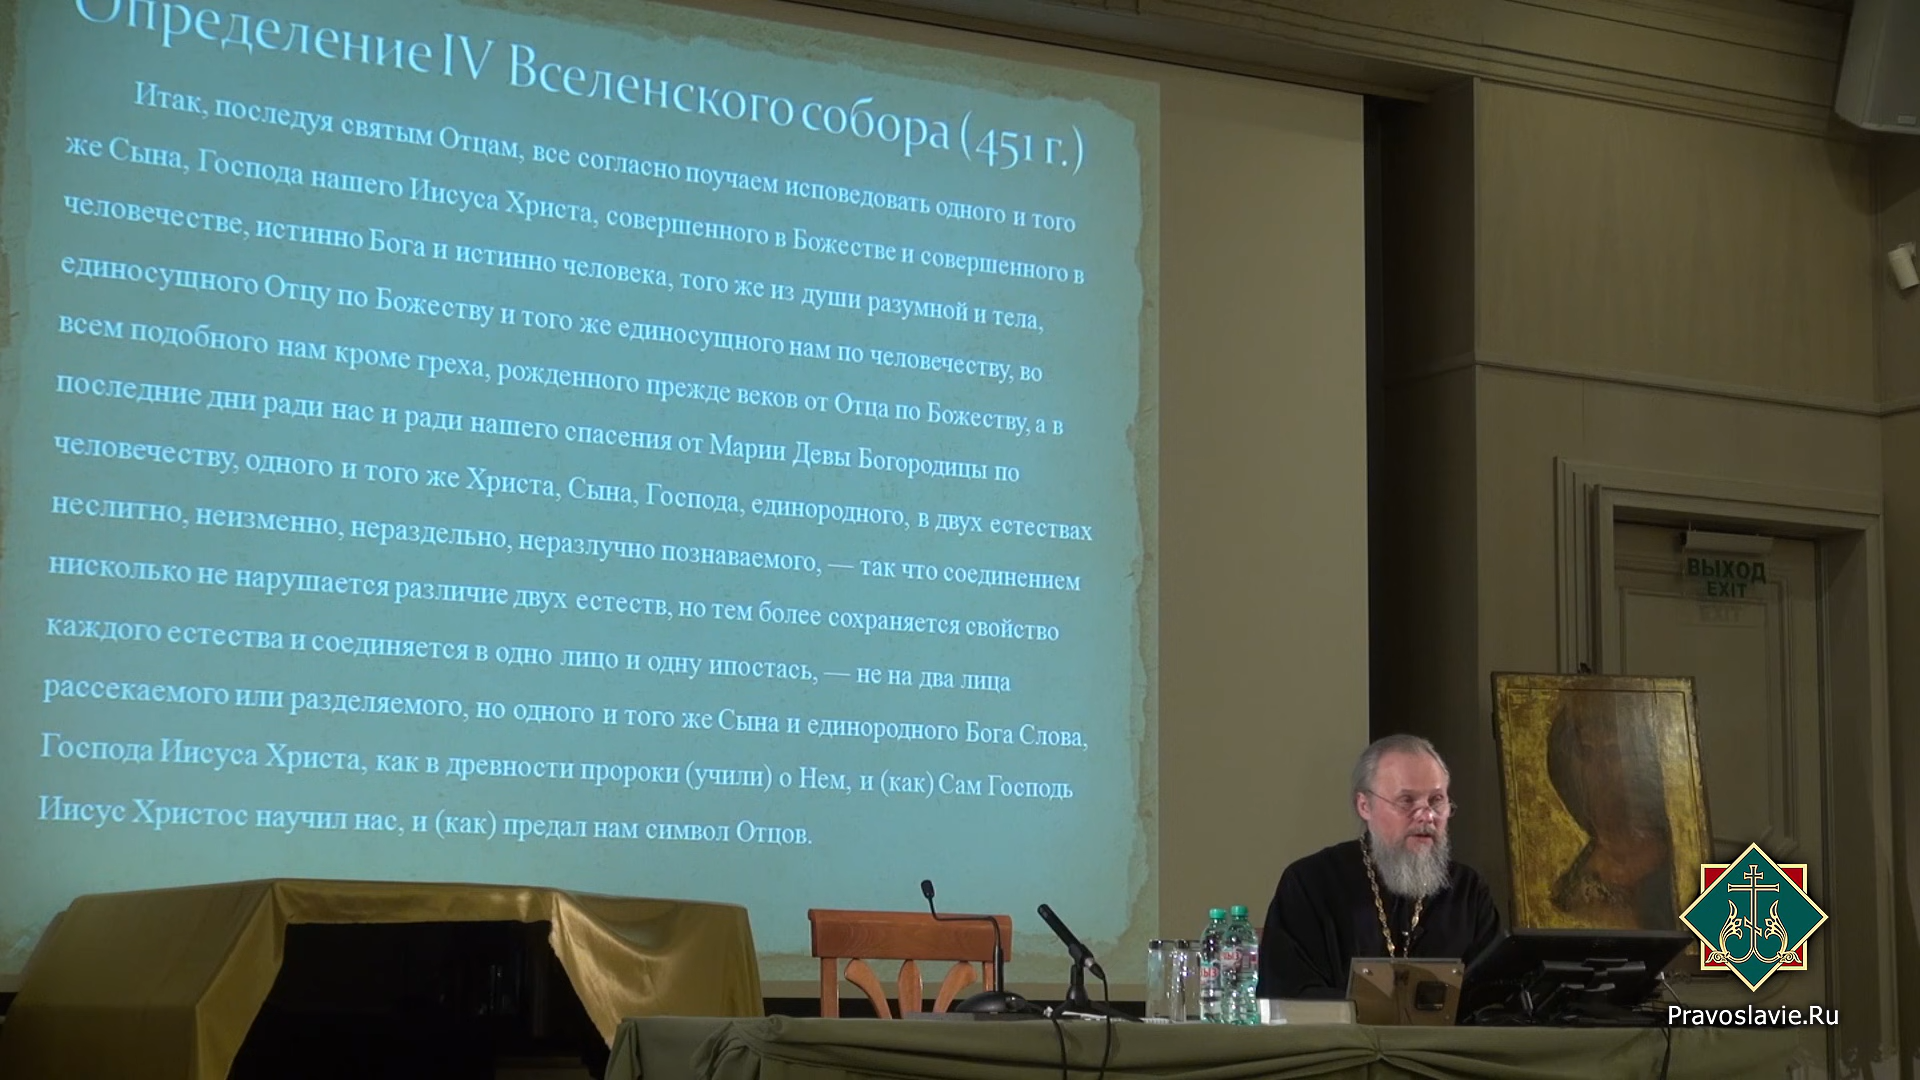 Определение IV Вселенского собора (451 г.)
Итак, последуя святым Отцам, все согласно поучаем исповедовать одного и того
же Сына, Господа нашего Иисуса Христа, совершенного в Божестве и совершенного в
человечестве, истинно Бога и истинно человека, того же из души разумной и тела,
единосущного Отцу по Божеству и того же единосущного нам по человечеству, во
всем подобного нам кроме греха, рожденного прежде веков от Отца по Божеству, а в
последние дни ради нас и ради нашего спасения от Марии Девы Богородицы по
человечеству, одного и того же Христа, Сына, Господа, единородного, в двух естествах
неслитно, неизменно, нераздельно, неразлучно познаваемого, — так что соединением
нисколько не нарушается различие двух естеств, но тем более сохраняется свойство
каждого естества и соединяется в одно лицо и одну ипостась, — не на два лица
рассекаемого или разделяемого, но одного и того же Сына и единородного Бога Слова,
Господа Иисуса Христа, как в древности пророки (учили) о Нем, и (как) Сам Господь
Иисус Христос научил нас, и (как) предал нам символ Отцов.
ВЫХОД
EXIT
Pravoslavie.Ru